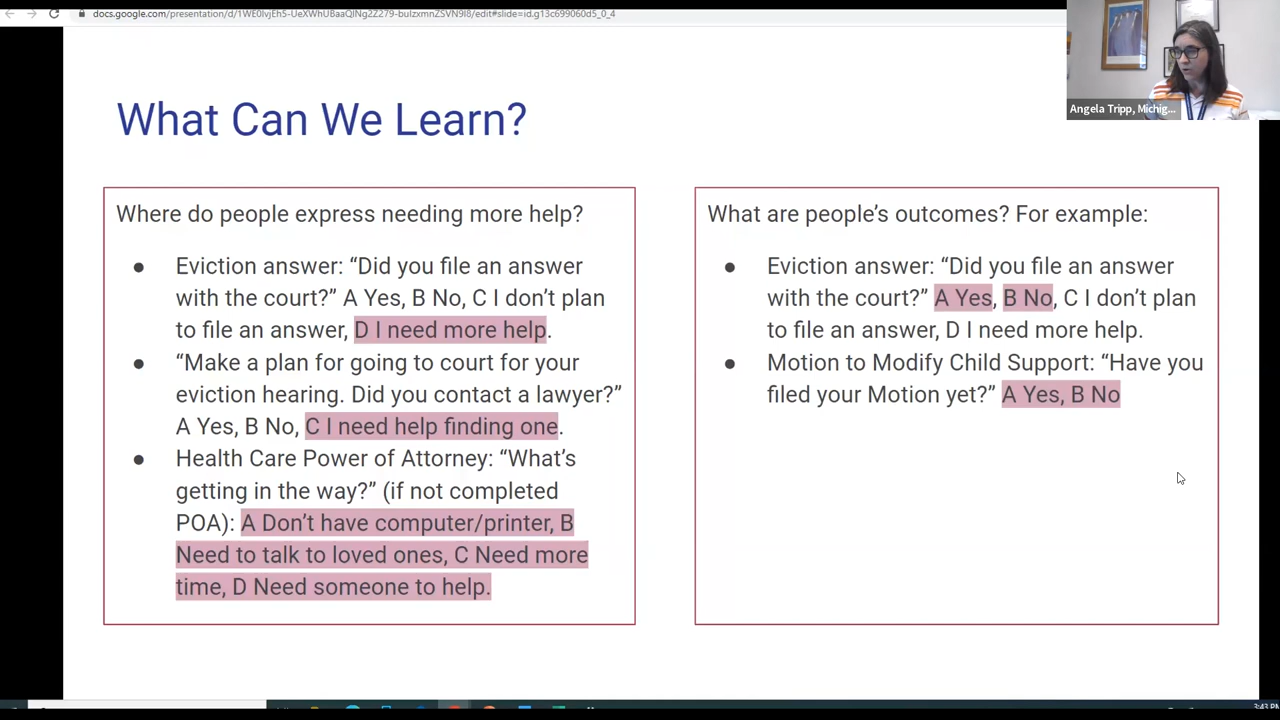 docs.google.com/presentation/d/1WE0IvjEh5-UeXWhUBaaQINg2Z279-bulzxmnZSVN9I8/edit#slide=id.g13c699060d5_0_4
Angela Tripp, Michig...
What Can We Learn?
Where do people express needing more help?
● Eviction answer: “Did you file an answer
with the court?” A Yes, B No, C I don’t plan
to file an answer, D I need more help.
● “Make a plan for going to court for your
eviction hearing. Did you contact a lawyer?”
A Yes, B No, C I need help finding one.
● Health Care Power of Attorney: “What’s
getting in the way?” (if not completed
POA): A Don’t have computer/printer, B
Need to talk to loved ones, C Need more
time, D Need someone to help.
What are people’s outcomes? For example:
● Eviction answer: “Did you file an answer
with the court?” A Yes, B No, C I don’t plan
to file an answer, D I need more help.
● Motion to Modify Child Support: “Have you
filed your Motion yet?” A Yes, B No
3:43 PM